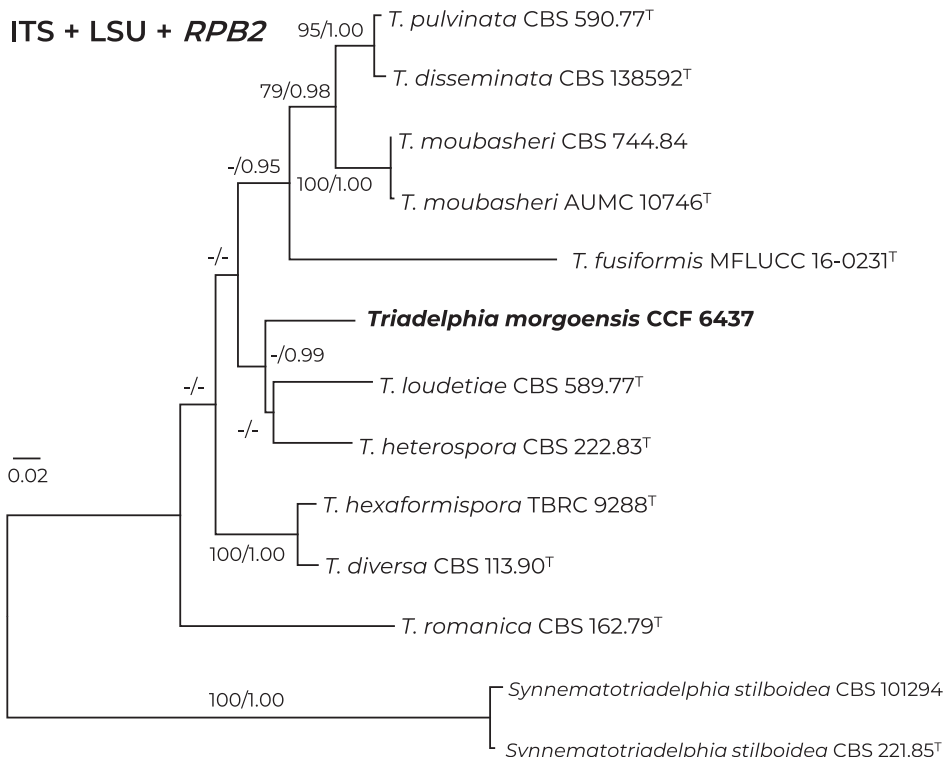 ITS + LSU + RPB2
95/1.00
T. pulvinata CBS 590.77ᵀ
T. disseminata CBS 138592ᵀ
79/0.98
T. moubasheri CBS 744.84
-/0.95
100/1.00
T. moubasheri AUMC 10746ᵀ
-/-
T. fusiformis MFLUCC 16-0231ᵀ
Triadelphia morgoensis CCF 6437
-/0.99
-/-
T. loudetiae CBS 589.77ᵀ
-/-
T. heterospora CBS 222.83ᵀ
0.02
T. hexaformispora TBRC 9288ᵀ
100/1.00
T. diversa CBS 113.90ᵀ
T. romanica CBS 162.79ᵀ
100/1.00
Synnematotriadelphia stilboidea CBS 101294
Synnematotriadelphia stilboidea CBS 221.85ᵀ